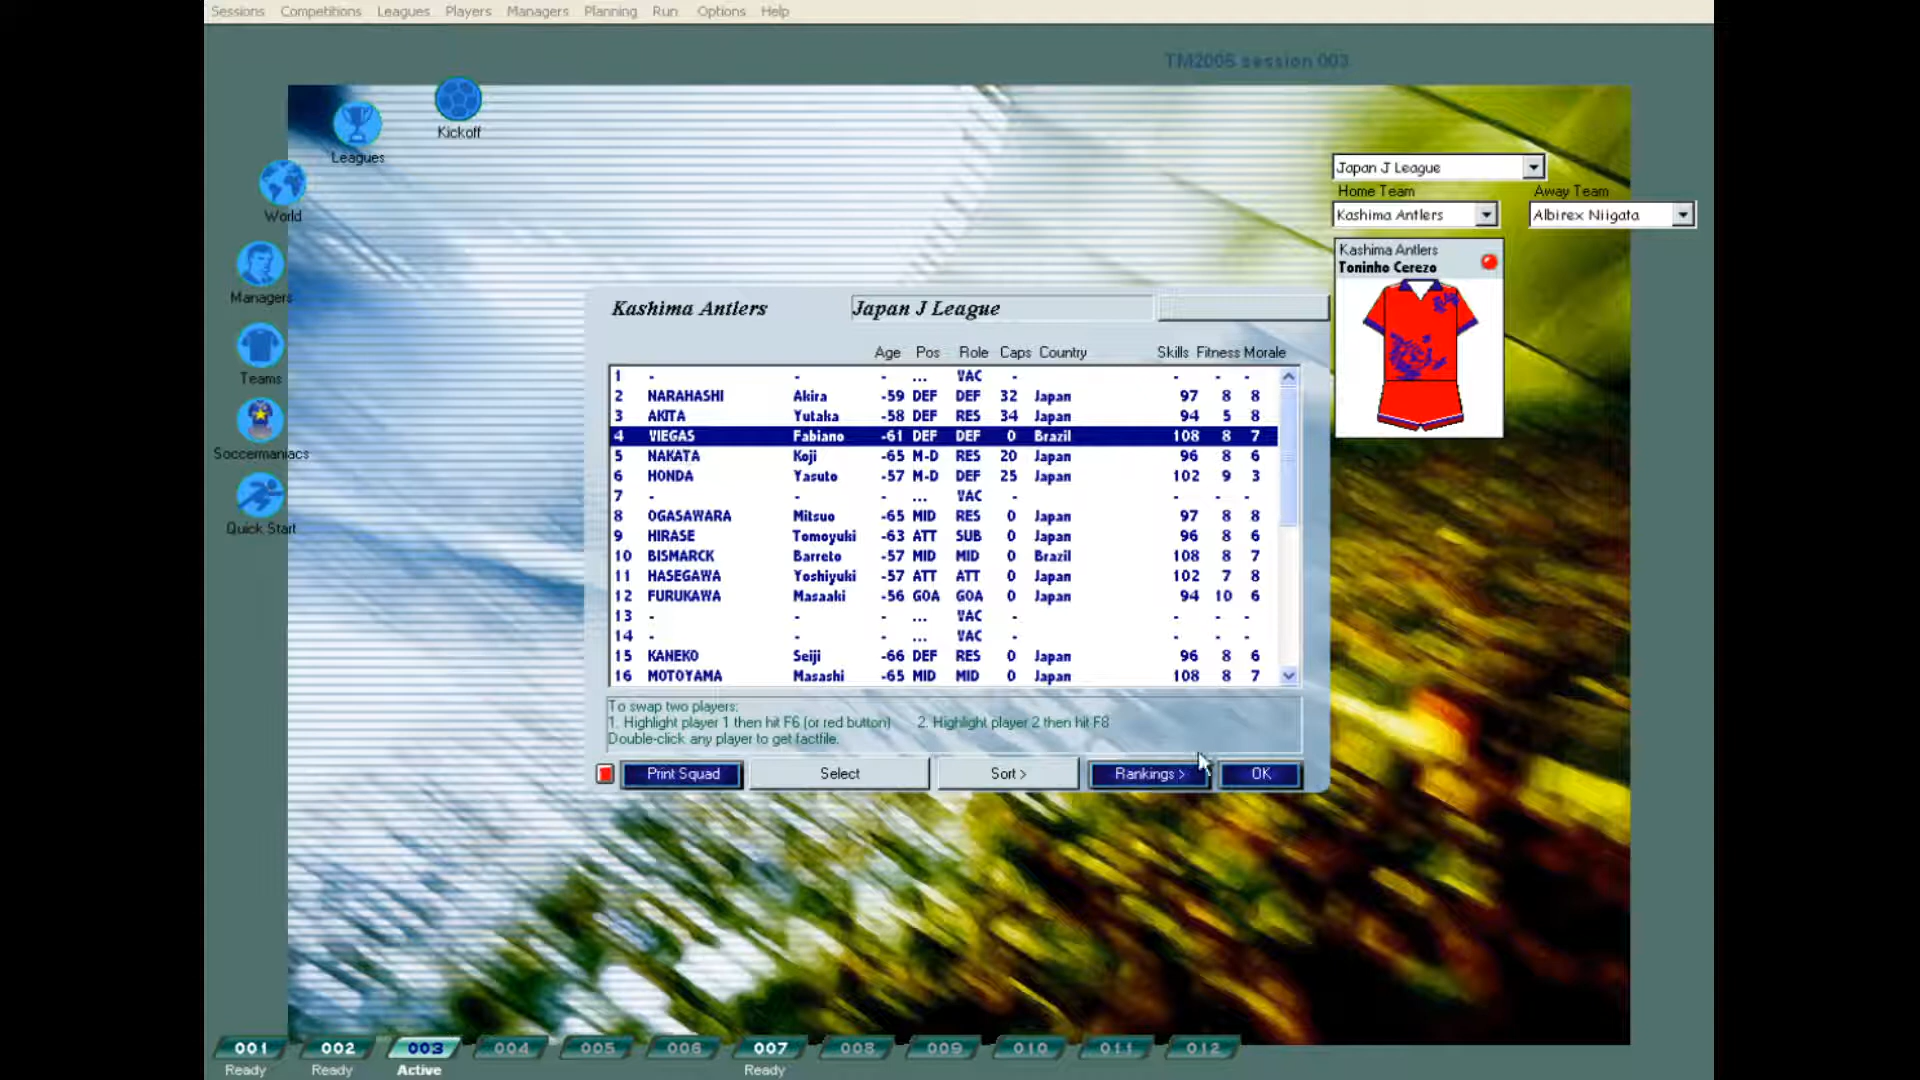 Sessions Competitions Leagues Players Managers Planning Run Options Help
TM2006 session 003
Kickoff
Leagues
World
Managers
Teams
Soccermaniacs
Quick Start
Japan J League
Home Team Away Team
Kashima Antlers Albirex Niigata
Kashima Antlers
Toninho Cerezo
Kashima Antlers Japan J League
Age Pos Role Caps Country Skills Fitness Morale
1 - - - ... VAC - - - -
2 NARAHASHI Akira -59 DEF DEF 32 Japan 97 8 8
3 AKITA Yutaka -58 DEF RES 34 Japan 94 5 8
4 VIEGAS Fabiano -61 DEF DEF 0 Brazil 108 8 7
5 NAKATA Koji -65 M-D RES 20 Japan 96 8 6
6 HONDA Yasuto -57 M-D DEF 25 Japan 102 9 3
7 - - - ... VAC - - - -
8 OGASAWARA Mitsuo -65 MID RES 0 Japan 97 8 8
9 HIRASE Tomoyuki -63 ATT SUB 0 Japan 96 8 6
10 BISMARCK Barreto -57 MID MID 0 Brazil 108 8 7
11 HASEGAWA Yoshiyuki -57 ATT ATT 0 Japan 102 7 8
12 FURUKAWA Masaaki -56 GOA GOA 0 Japan 94 10 6
13 - - - ... VAC - - - -
14 - - - ... VAC - - - -
15 KANEKO Seiji -66 DEF RES 0 Japan 96 8 6
16 MOTOYAMA Masashi -65 MID MID 0 Japan 108 8 7
To swap two players:
1. Highlight player 1 then hit F6 (or red button) 2. Highlight player 2 then hit F8
Double-click any player to get factfile.
Print Squad Select Sort > Rankings > OK
001 002 003 004 005 006 007 008 009 010 011 012
Ready Ready Active Ready